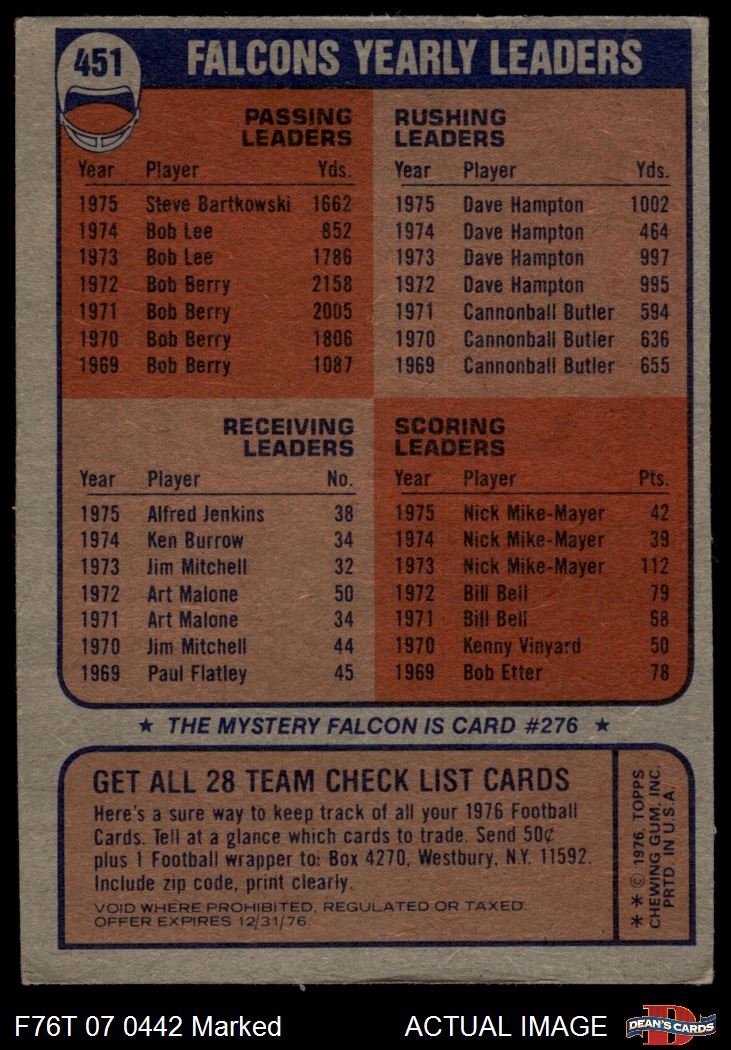 451
FALCONS YEARLY LEADERS
PASSING
LEADERS
Year Player Yds.
1975 Steve Bartkowski 1662
1974 Bob Lee 852
1973 Bob Lee 1786
1972 Bob Berry 2158
1971 Bob Berry 2005
1970 Bob Berry 1806
1969 Bob Berry 1087
RUSHING
LEADERS
Year Player Yds.
1975 Dave Hampton 1002
1974 Dave Hampton 464
1973 Dave Hampton 997
1972 Dave Hampton 995
1971 Cannonball Butler 594
1970 Cannonball Butler 636
1969 Cannonball Butler 655
RECEIVING
LEADERS
Year Player No.
1975 Alfred Jenkins 38
1974 Ken Burrow 34
1973 Jim Mitchell 32
1972 Art Malone 50
1971 Art Malone 34
1970 Jim Mitchell 44
1969 Paul Flatley 45
SCORING
LEADERS
Year Player Pts.
1975 Nick Mike-Mayer 42
1974 Nick Mike-Mayer 39
1973 Nick Mike-Mayer 112
1972 Bill Bell 79
1971 Bill Bell 68
1970 Kenny Vinyard 50
1969 Bob Etter 78
★ THE MYSTERY FALCON IS CARD #276 ★
GET ALL 28 TEAM CHECK LIST CARDS
Here's a sure way to keep track of all your 1976 Football
Cards. Tell at a glance which cards to trade. Send 50¢
plus 1 Football wrapper to: Box 4270, Westbury, N.Y. 11592.
Include zip code, print clearly.
VOID WHERE PROHIBITED, REGULATED OR TAXED.
OFFER EXPIRES 12/31/76.
* * © 1976, TOPPS
CHEWING GUM, INC.
PRTD. IN U.S.A.
F76T 07 0442 Marked
ACTUAL IMAGE
DEAN'S CARDS